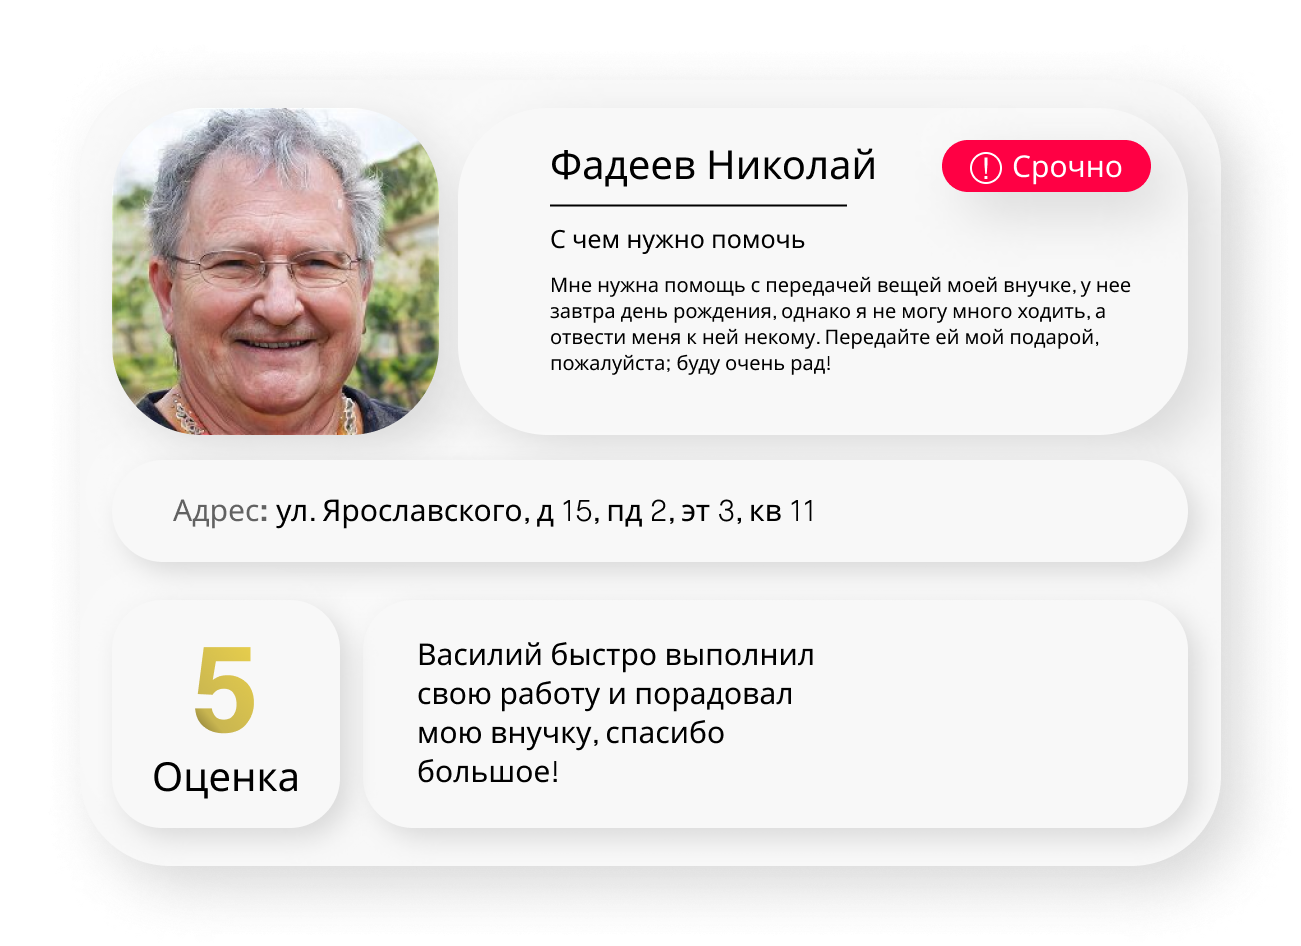 Фадеев Николай
Срочно
С чем нужно помочь
Мне нужна помощь с передачей вещей моей внучке, у нее
завтра день рождения, однако я не могу много ходить, а
отвести меня к ней некому. Передайте ей мой подарой,
пожалуйста; буду очень рад!
Адрес: ул. Ярославского, д 15, пд 2, эт 3, кв 11
5
Оценка
Василий быстро выполнил
свою работу и порадовал
мою внучку, спасибо
большое!